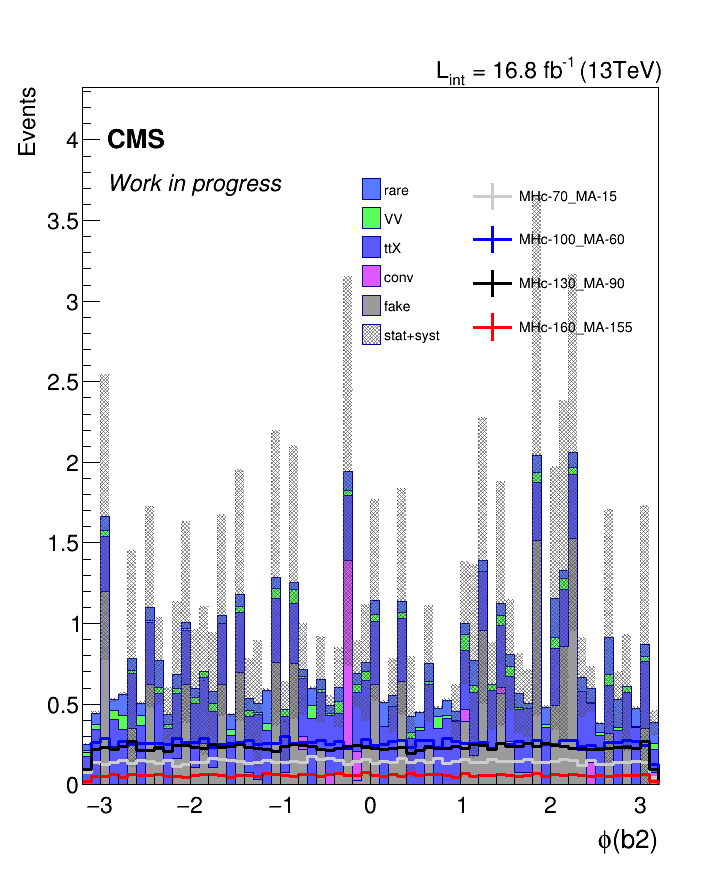 L_int = 16.8 fb^-1 (13TeV)
Events
CMS
Work in progress
rare
VV
ttX
conv
fake
stat+syst
MHc-70_MA-15
MHc-100_MA-60
MHc-130_MA-90
MHc-160_MA-155
4
3.5
3
2.5
2
1.5
1
0.5
0
−3 −2 −1 0 1 2 3
ϕ(b2)